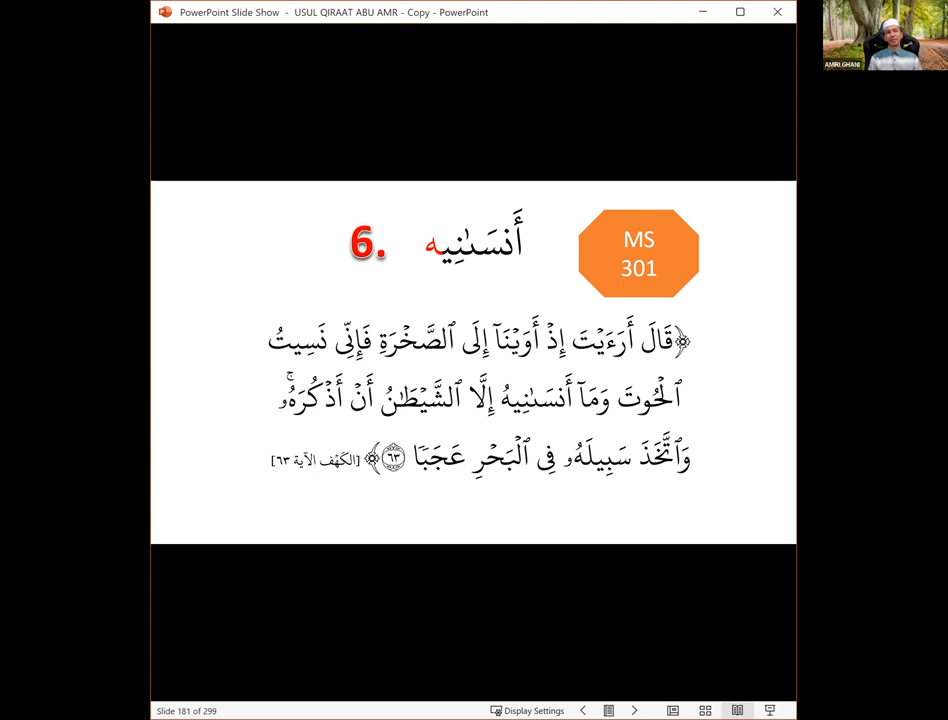 PowerPoint Slide Show - USUL QIRAAT ABU AMR - Copy - PowerPoint
AMIRI GHANI
MS
301
6. أَنسَىٰنِيه
﴿قَالَ أَرَءَيۡتَ إِذۡ أَوَيۡنَآ إِلَى ٱلصَّخۡرَةِ فَإِنِّي نَسِيتُ
ٱلۡحُوتَ وَمَآ أَنسَىٰنِيهُ إِلَّا ٱلشَّيۡطَٰنُ أَنۡ أَذۡكُرَهُۥۚ
وَٱتَّخَذَ سَبِيلَهُۥ فِي ٱلۡبَحۡرِ عَجَبٗا ٦٣﴾ [الكهف الآية ٦٣]
Slide 181 of 299
Display Settings